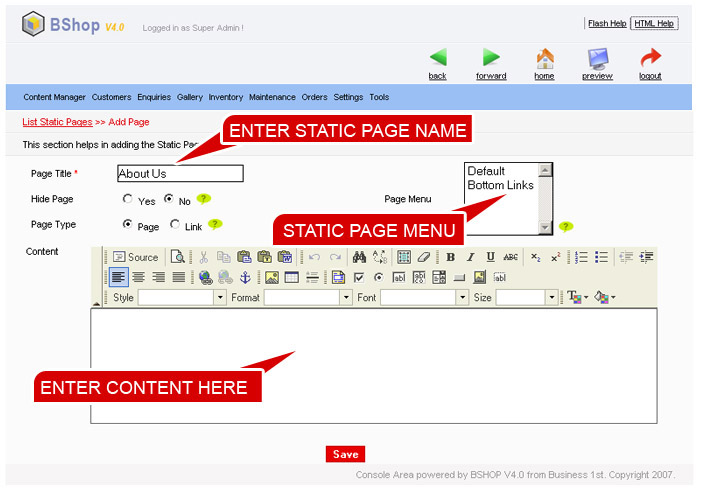 BShop V4.0 Logged in as Super Admin ! Flash Help HTML Help
back forward home preview logout
Content Manager Customers Enquiries Gallery Inventory Maintenance Orders Settings Tools
List Static Pages >> Add Page
ENTER STATIC PAGE NAME
This section helps in adding the Static Pa
Page Title * About Us
Default
Bottom Links
Hide Page Yes No ? Page Menu
Page Type Page Link ? ?
STATIC PAGE MENU
Content
Source B I U ABC x₂ x²
Style Format Font Size
ENTER CONTENT HERE
Save
Console Area powered by BSHOP V4.0 from Business 1st. Copyright 2007.